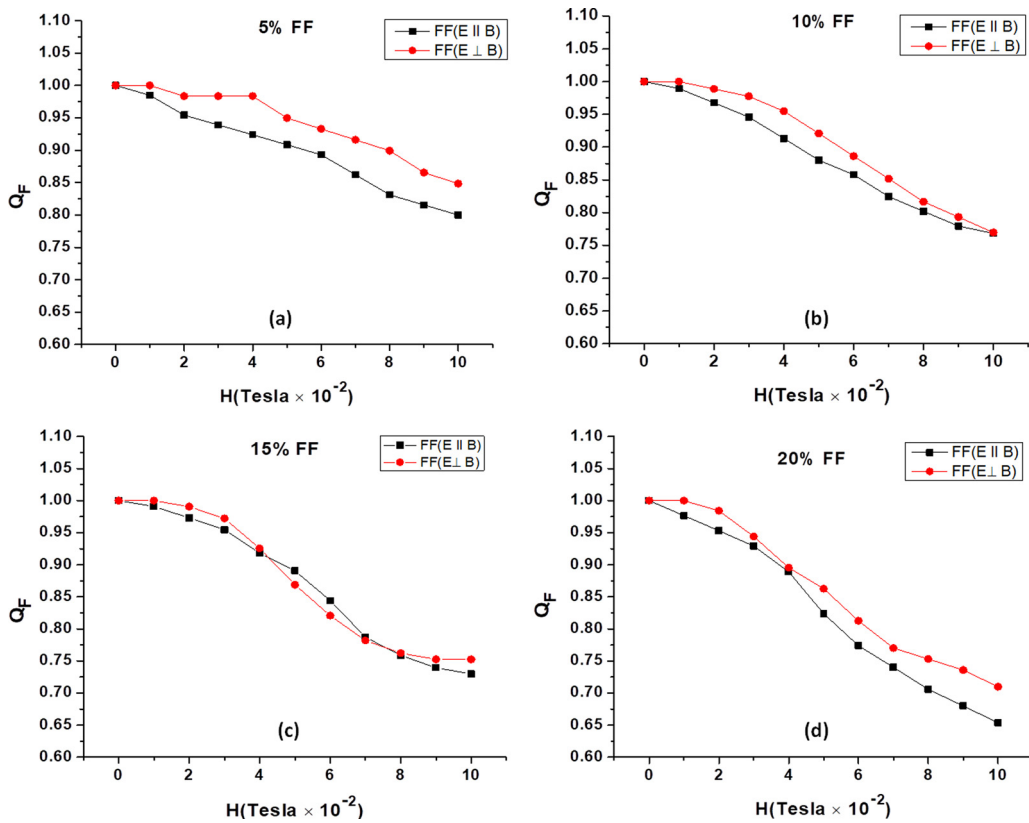 5% FF
FF(E ǁ B)
FF(E ⊥ B)
1.10
1.05
1.00
0.95
0.90
0.85
0.80
0.75
0.70
0.65
0.60
Q_F
(a)
0 2 4 6 8 10
H(Tesla × 10⁻²)
10% FF
FF(E ǁ B)
FF(E ⊥ B)
1.10
1.05
1.00
0.95
0.90
0.85
0.80
0.75
0.70
0.65
0.60
Q_F
(b)
0 2 4 6 8 10
H(Tesla × 10⁻²)
15% FF
FF(E ǁ B)
FF(E⊥ B)
1.10
1.05
1.00
0.95
0.90
0.85
0.80
0.75
0.70
0.65
0.60
Q_F
(c)
0 2 4 6 8 10
H(Tesla × 10⁻²)
20% FF
FF(E ǁ B)
FF(E⊥ B)
1.10
1.05
1.00
0.95
0.90
0.85
0.80
0.75
0.70
0.65
0.60
Q_F
(d)
0 2 4 6 8 10
H(Tesla × 10⁻²)